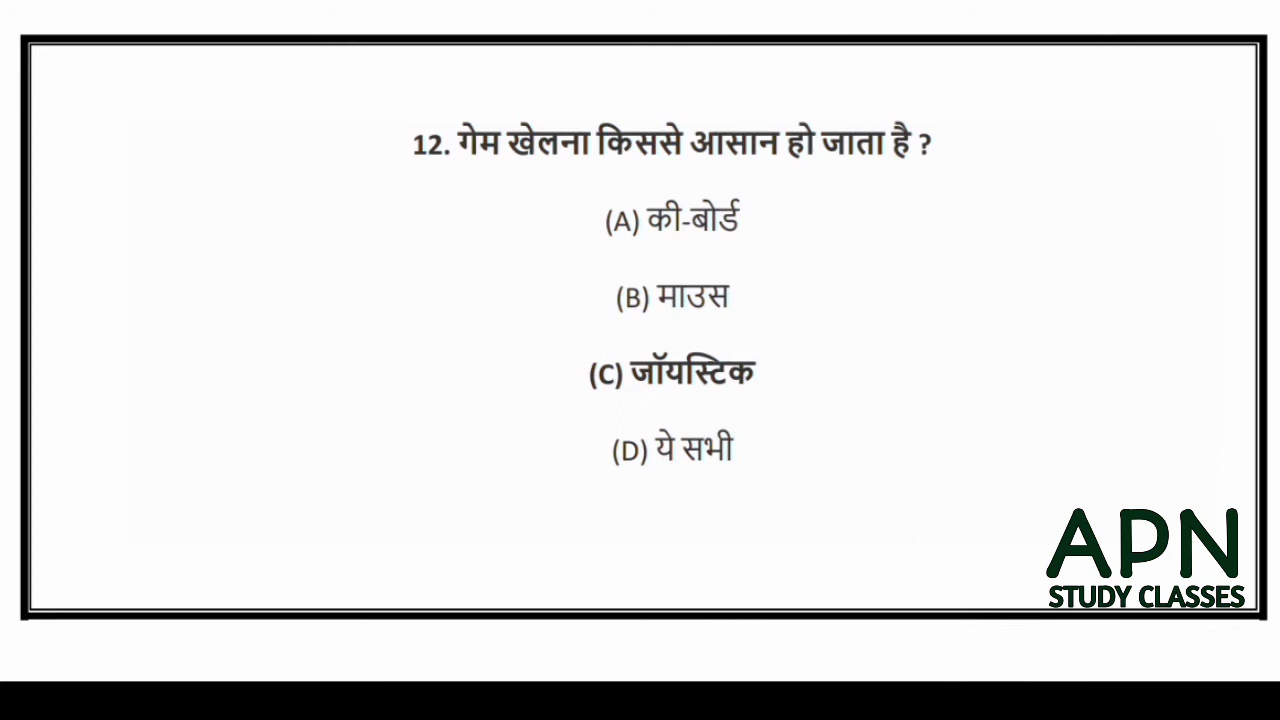 12. गेम खेलना किससे आसान हो जाता है ?
(A) की-बोर्ड
(B) माउस
(C) जॉयस्टिक
(D) ये सभी
APN
STUDY CLASSES